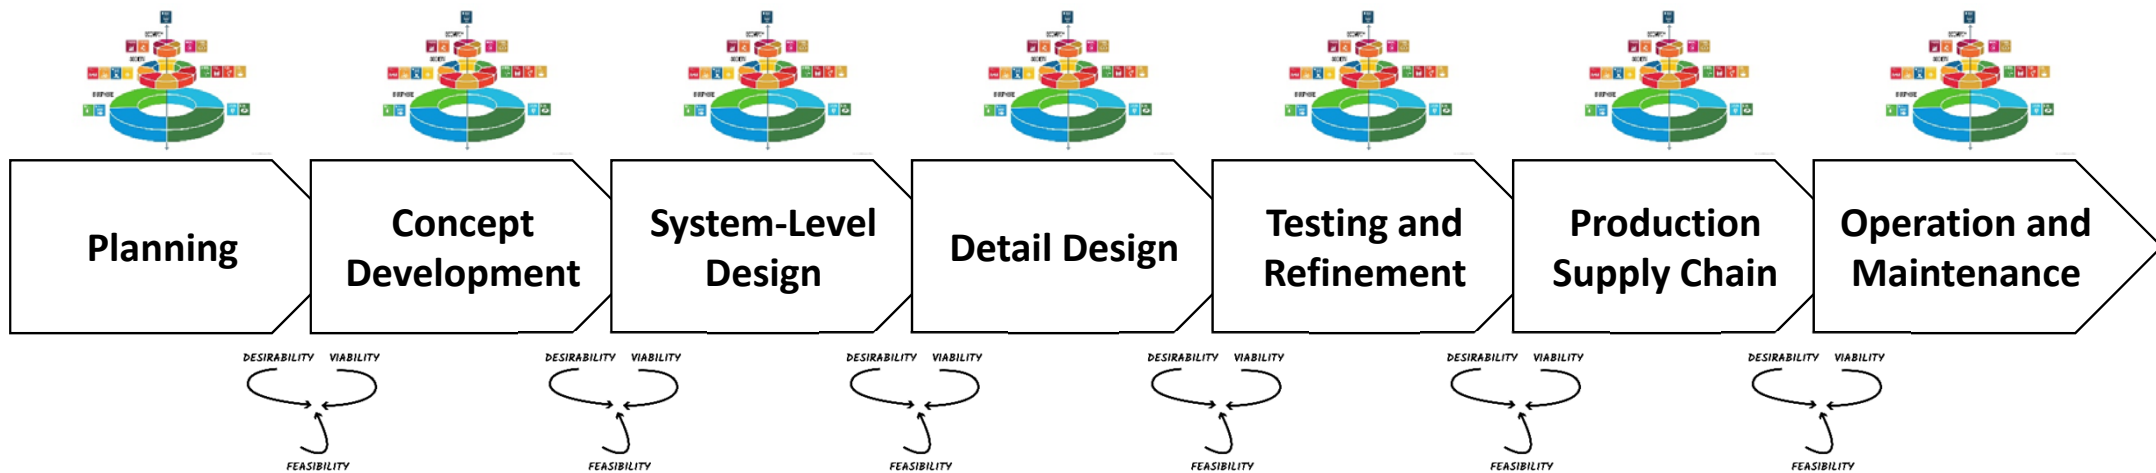 Planning
Concept
Development
System-Level
Design
Detail Design
Testing and
Refinement
Production
Supply Chain
Operation and
Maintenance
DESIRABILITY VIABILITY
FEASIBILITY
DESIRABILITY VIABILITY
FEASIBILITY
DESIRABILITY VIABILITY
FEASIBILITY
DESIRABILITY VIABILITY
FEASIBILITY
DESIRABILITY VIABILITY
FEASIBILITY
DESIRABILITY VIABILITY
FEASIBILITY